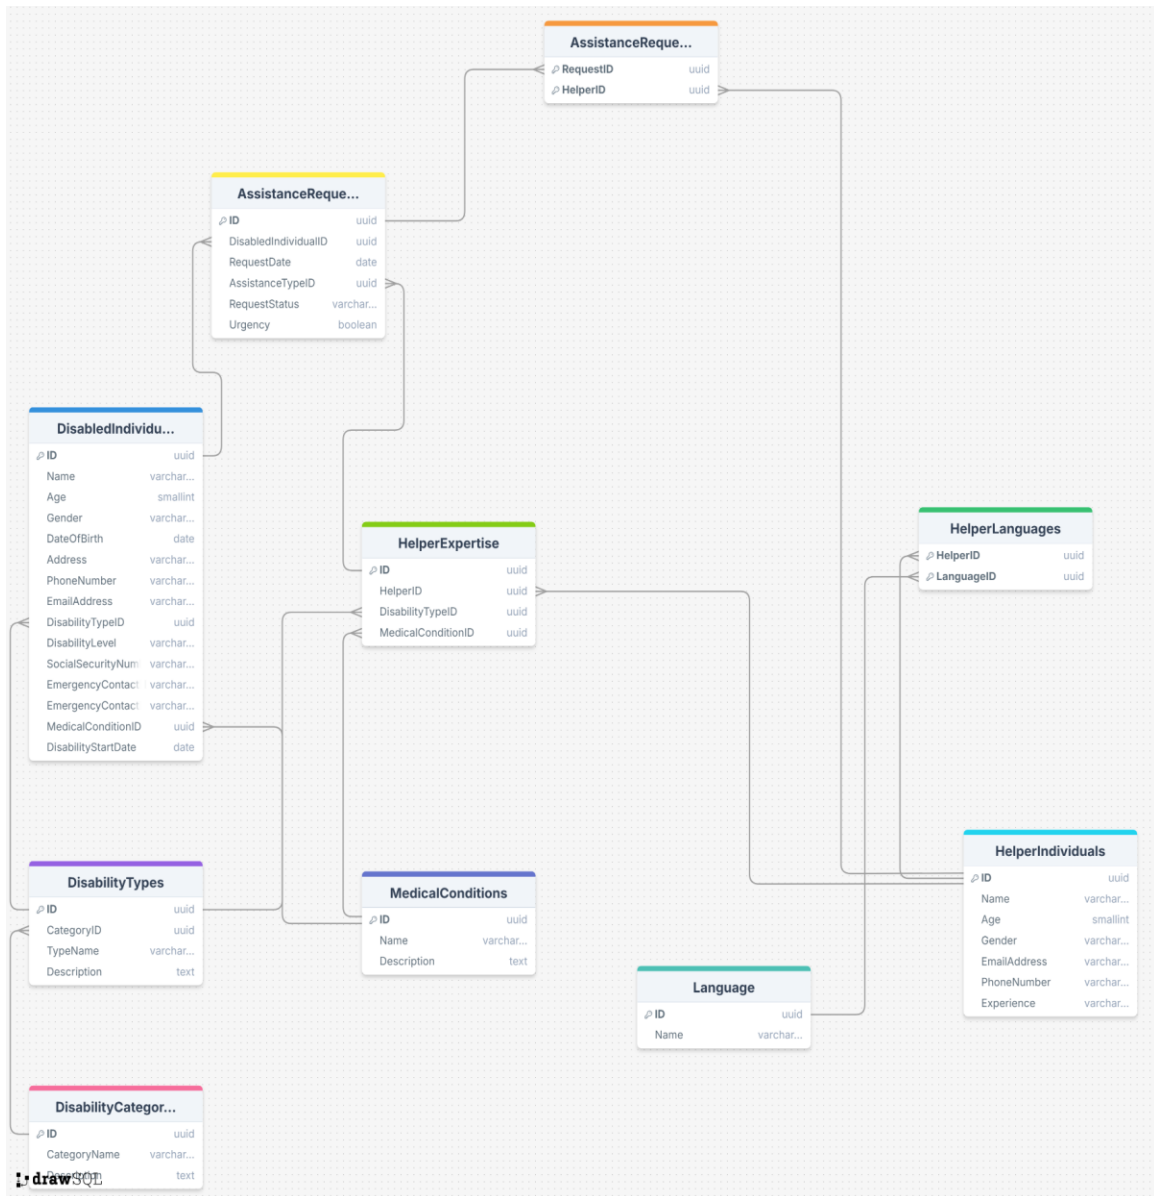 AssistanceReque...
RequestID uuid
HelperID uuid
AssistanceReque...
ID uuid
DisabledIndividualID uuid
RequestDate date
AssistanceTypeID uuid
RequestStatus varchar...
Urgency boolean
DisabledIndividu...
ID uuid
Name varchar...
Age smallint
Gender varchar...
DateOfBirth date
Address varchar...
PhoneNumber varchar...
EmailAddress varchar...
DisabilityTypeID uuid
DisabilityLevel varchar...
SocialSecurityNum varchar...
EmergencyContact varchar...
EmergencyContact varchar...
MedicalConditionID uuid
DisabilityStartDate date
HelperExpertise
ID uuid
HelperID uuid
DisabilityTypeID uuid
MedicalConditionID uuid
HelperLanguages
HelperID uuid
LanguageID uuid
HelperIndividuals
ID uuid
Name varchar...
Age smallint
Gender varchar...
EmailAddress varchar...
PhoneNumber varchar...
Experience varchar...
DisabilityTypes
ID uuid
CategoryID uuid
TypeName varchar...
Description text
MedicalConditions
ID uuid
Name varchar...
Description text
Language
ID uuid
Name varchar...
DisabilityCategor...
ID uuid
CategoryName varchar...
Description text
drawSQL